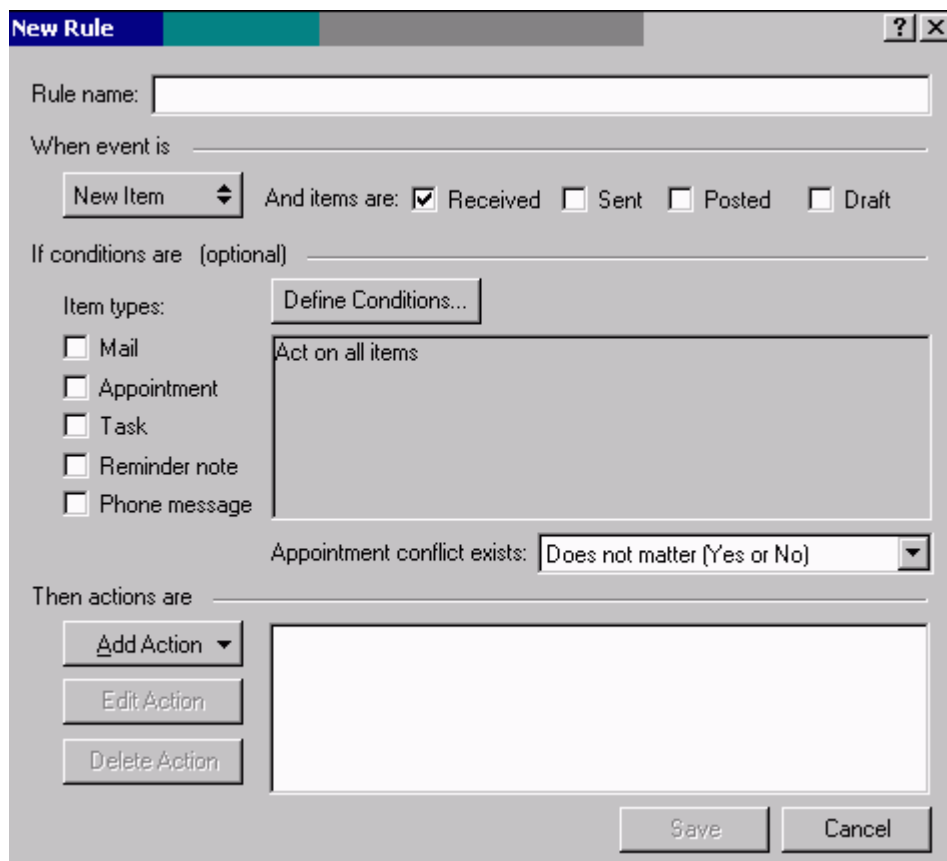 New Rule
Rule name:
When event is
New Item And items are: Received Sent Posted Draft
If conditions are (optional)
Item types: Define Conditions...
Mail
Act on all items
Appointment
Task
Reminder note
Phone message
Appointment conflict exists: Does not matter (Yes or No)
Then actions are
Add Action
Edit Action
Delete Action
Save Cancel